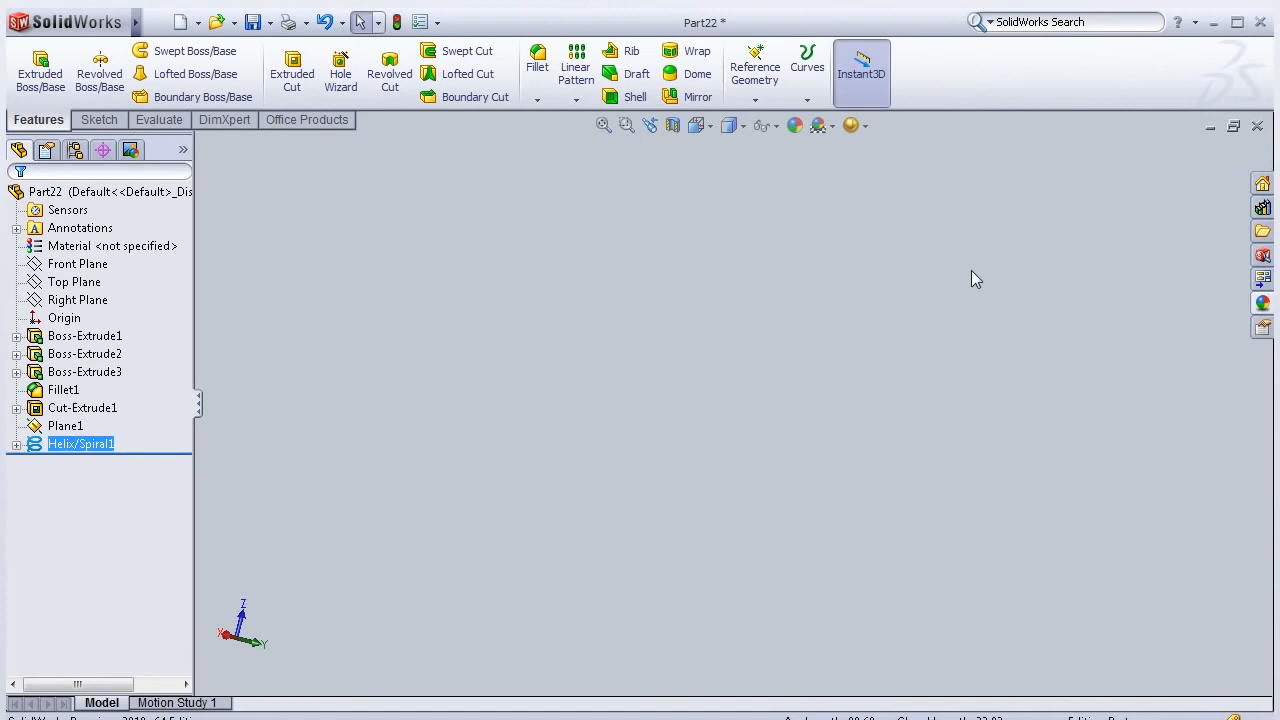 SolidWorks
Part22 *
SolidWorks Search
Extruded Boss/Base
Revolved Boss/Base
Swept Boss/Base
Lofted Boss/Base
Boundary Boss/Base
Extruded Cut
Hole Wizard
Revolved Cut
Swept Cut
Lofted Cut
Boundary Cut
Fillet
Linear Pattern
Rib
Draft
Shell
Wrap
Dome
Mirror
Reference Geometry
Curves
Instant3D
Features
Sketch
Evaluate
DimXpert
Office Products
Part22 (Default<<Default>_Dis
Sensors
Annotations
Material <not specified>
Front Plane
Top Plane
Right Plane
Origin
Boss-Extrude1
Boss-Extrude2
Boss-Extrude3
Fillet1
Cut-Extrude1
Plane1
Helix/Spiral1
Z
X
Y
Model
Motion Study 1